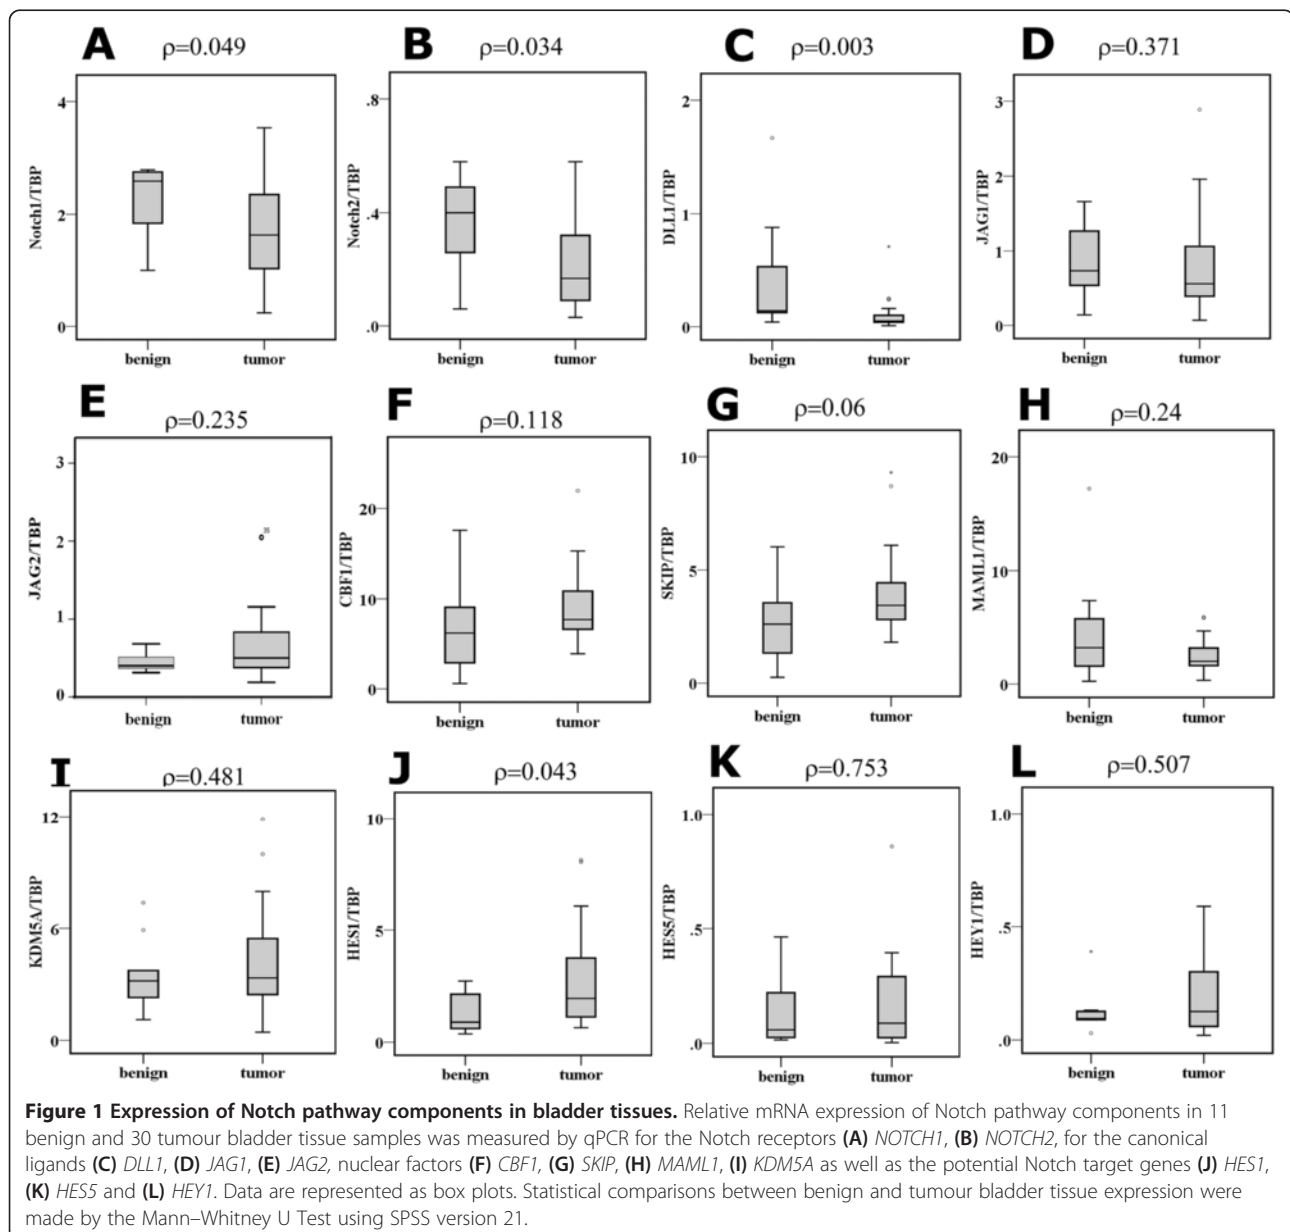 A ρ=0.049 B ρ=0.034 C ρ=0.003 D ρ=0.371
4
2
0
Notch1/TBP
benign tumor
.8
.4
.0
Notch2/TBP
benign tumor
2
1
0
DLL1/TBP
benign tumor
3
2
1
0
JAG1/TBP
benign tumor
E ρ=0.235 F ρ=0.118 G ρ=0.06 H ρ=0.24
3
2
1
0
JAG2/TBP
35
benign tumor
20
10
0
CBF1/TBP
benign tumor
10
5
0
SKIP/TBP
benign tumor
20
10
0
MAML1/TBP
benign tumor
I ρ=0.481 J ρ=0.043 K ρ=0.753 L ρ=0.507
12
6
0
KDM5A/TBP
benign tumor
10
5
0
HES1/TBP
benign tumor
1.0
.5
.0
HES5/TBP
benign tumor
1.0
.5
.0
HEY1/TBP
benign tumor
Figure 1 Expression of Notch pathway components in bladder tissues. Relative mRNA expression of Notch pathway components in 11
benign and 30 tumour bladder tissue samples was measured by qPCR for the Notch receptors (A) NOTCH1, (B) NOTCH2, for the canonical
ligands (C) DLL1, (D) JAG1, (E) JAG2, nuclear factors (F) CBF1, (G) SKIP, (H) MAML1, (I) KDM5A as well as the potential Notch target genes (J) HES1,
(K) HES5 and (L) HEY1. Data are represented as box plots. Statistical comparisons between benign and tumour bladder tissue expression were
made by the Mann–Whitney U Test using SPSS version 21.